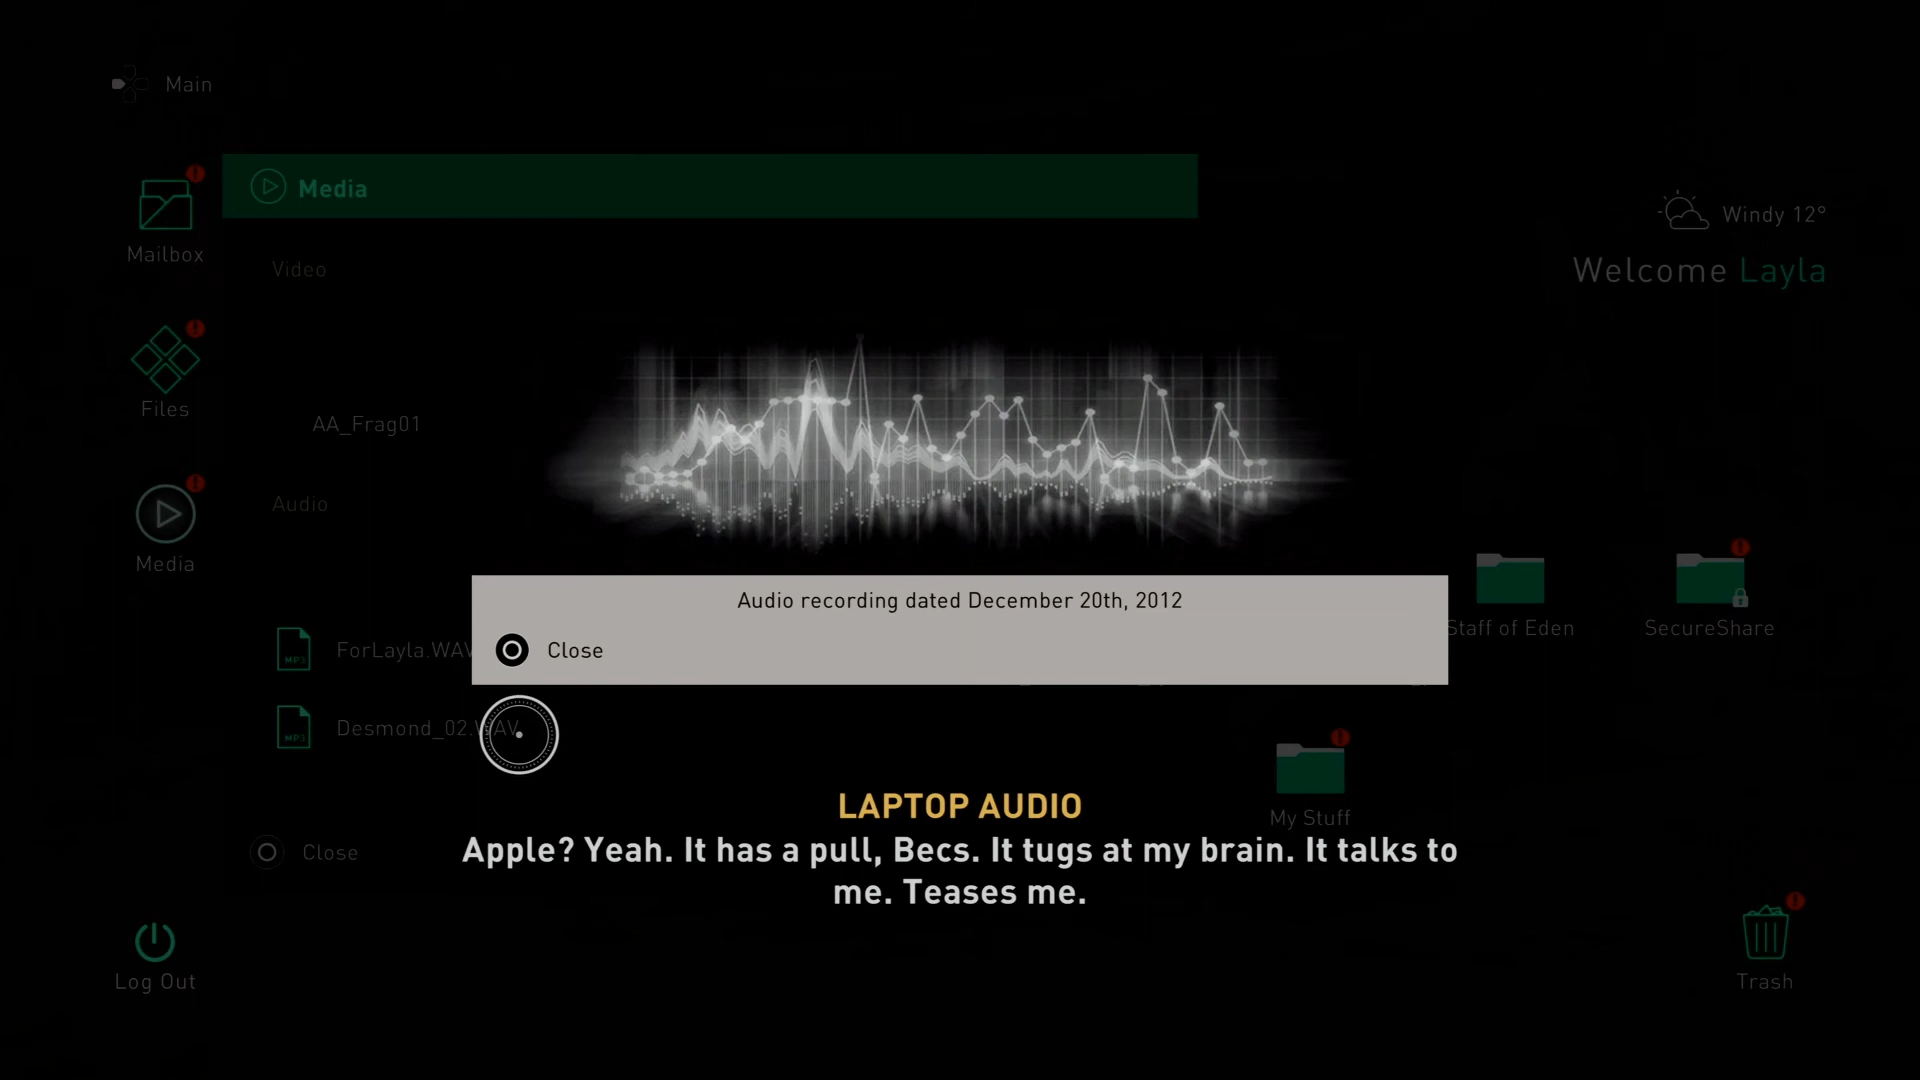 Main
Media
Mailbox
Video
Windy 12°
Welcome Layla
Files
AA_Frag01
Audio
Media
Audio recording dated December 20th, 2012
Close
Staff of Eden
SecureShare
MP3
ForLayla.WAV
MP3
Desmond_02.WAV
My Stuff
LAPTOP AUDIO
Apple? Yeah. It has a pull, Becs. It tugs at my brain. It talks to
me. Teases me.
Close
Log Out
Trash